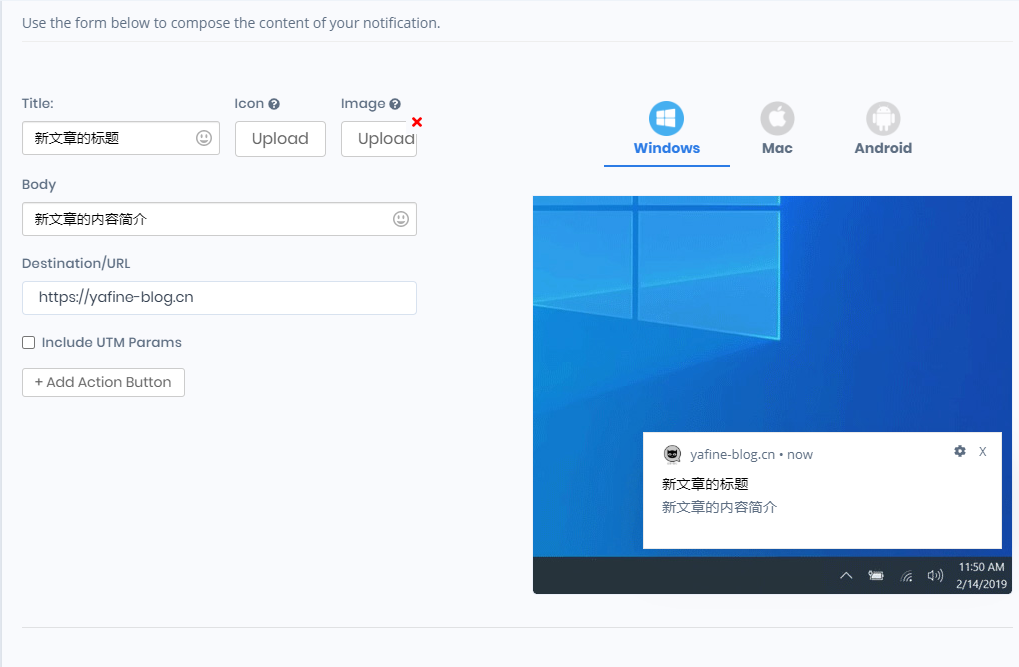 Use the form below to compose the content of your notification.
Title:
Icon
Image
新文章的标题
Upload
Upload
Body
新文章的内容简介
Destination/URL
https://yafine-blog.cn
Include UTM Params
+ Add Action Button
Windows
Mac
Android
yafine-blog.cn • now
X
新文章的标题
新文章的内容简介
11:50 AM
2/14/2019